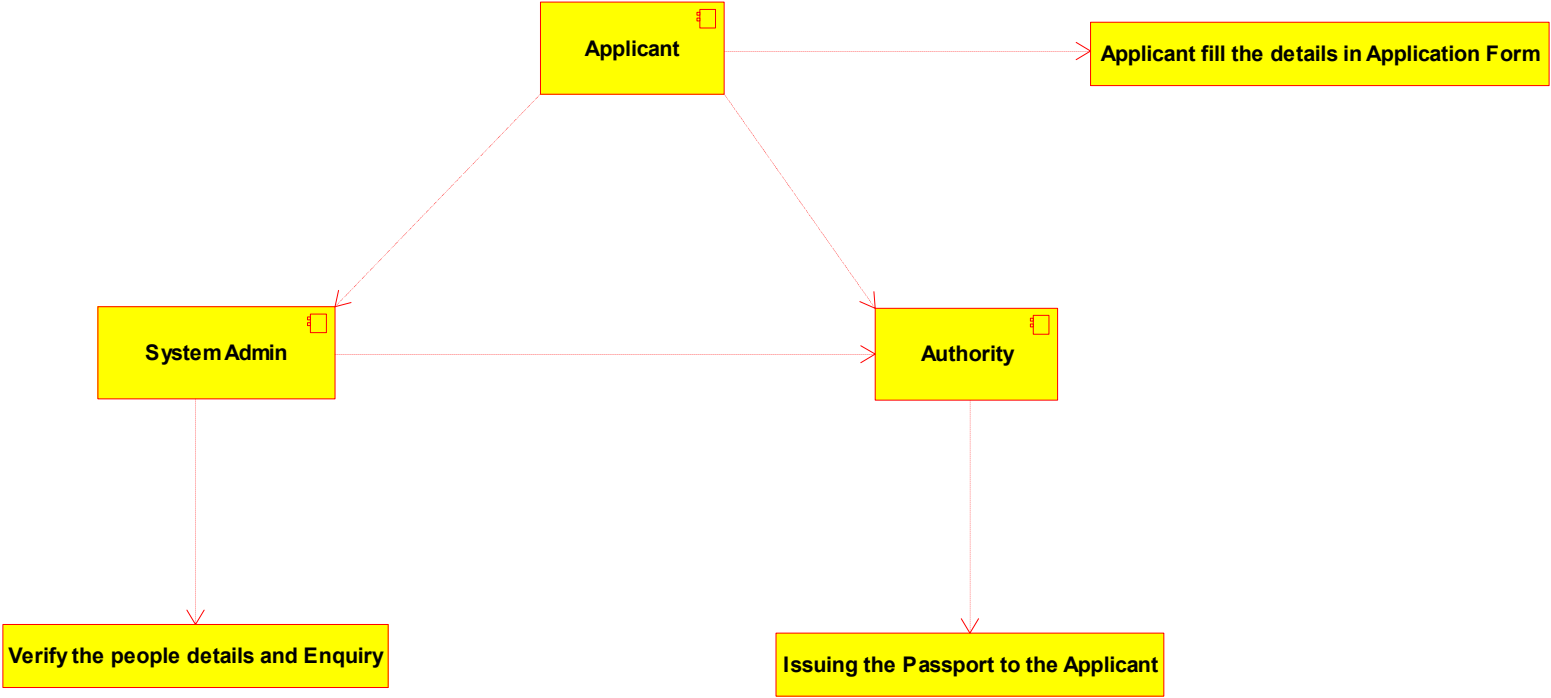 Applicant
Applicant fill the details in Application Form
System Admin
Authority
Verify the people details and Enquiry
Issuing the Passport to the Applicant